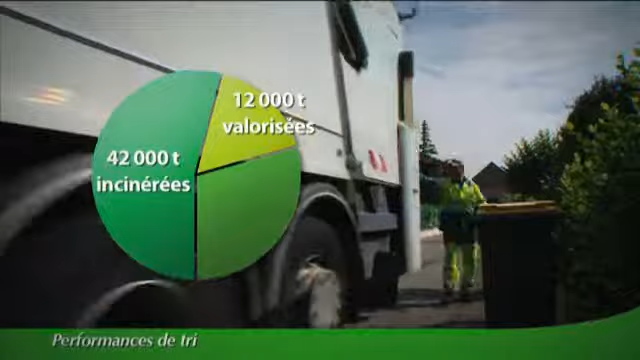 12 000 t
valorisées
42 000 t
incinérées
Performances de tri